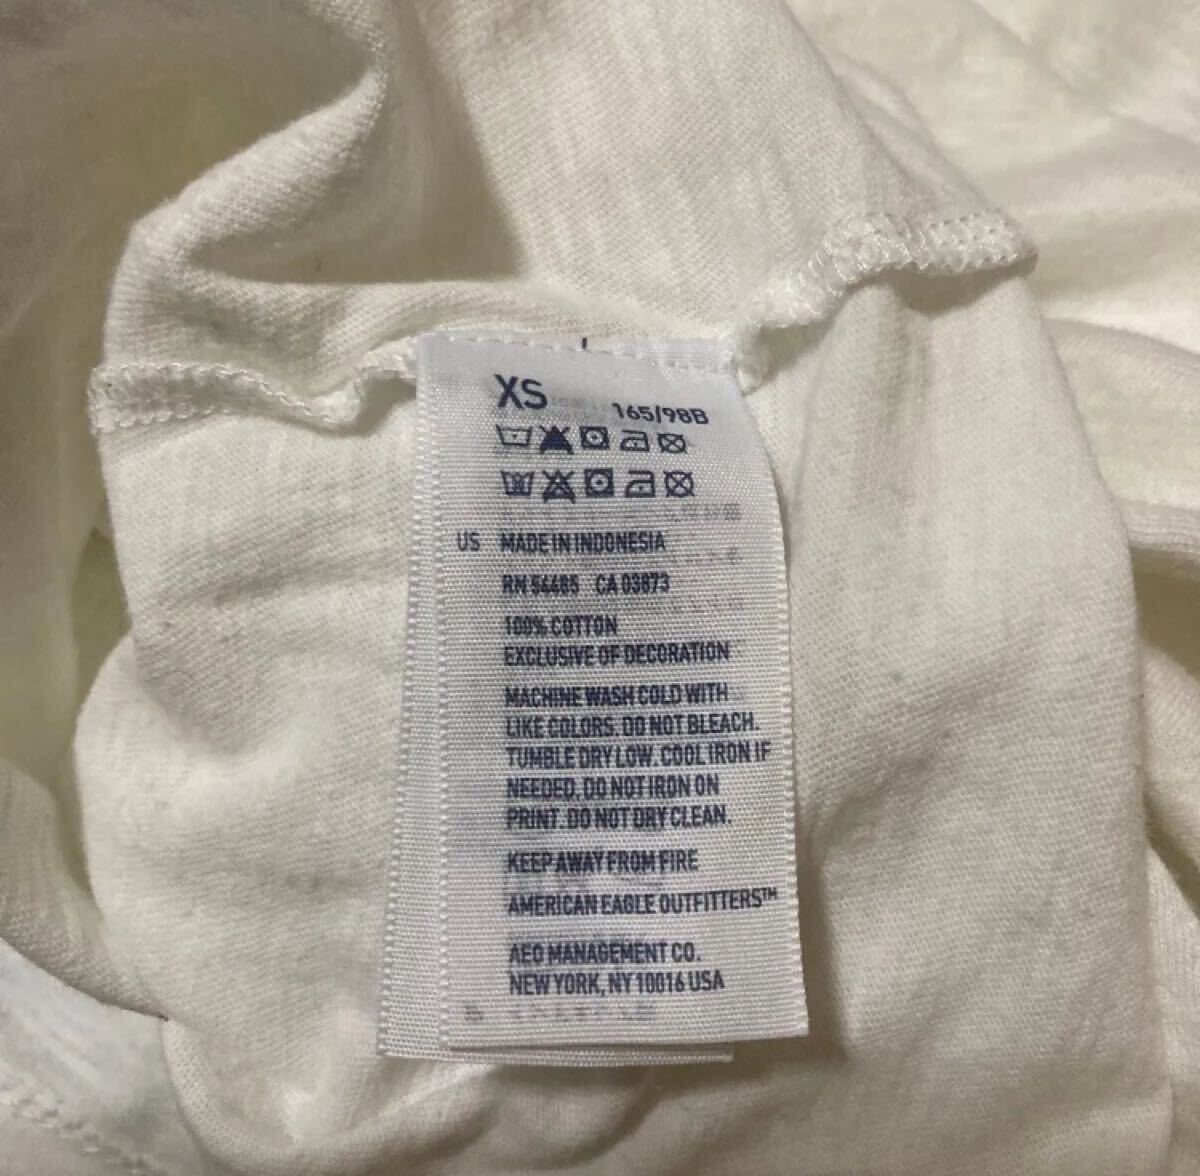 XS
165/98B
US MADE IN INDONESIA
RN 54485 CA 03873
100% COTTON
EXCLUSIVE OF DECORATION
MACHINE WASH COLD WITH
LIKE COLORS. DO NOT BLEACH.
TUMBLE DRY LOW. COOL IRON IF
NEEDED. DO NOT IRON ON
PRINT. DO NOT DRY CLEAN.
KEEP AWAY FROM FIRE
AMERICAN EAGLE OUTFITTERS™
AEO MANAGEMENT CO.
NEW YORK, NY 10016 USA